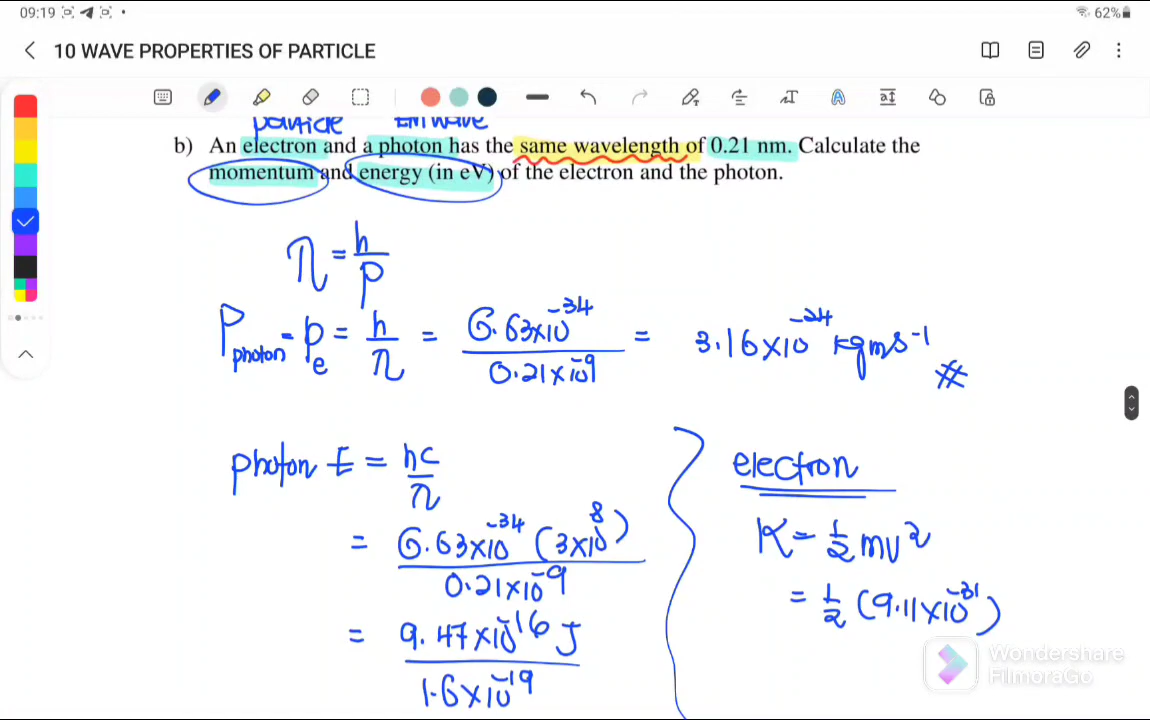 09:19
62%
10 WAVE PROPERTIES OF PARTICLE
particle EM wave
b) An electron and a photon has the same wavelength of 0.21 nm. Calculate the
momentum and energy (in eV) of the electron and the photon.
λ = h/p
P photon = p e = h/λ = 6.63×10^-34 / 0.21×10^-9 = 3.16×10^-24 kgms^-1 #
photon E = hc/λ
= 6.63×10^-34 (3×10^8) / 0.21×10^-9
= 9.47×10^-16 J / 1.6×10^-19
electron
K = 1/2 mv^2
= 1/2 (9.11×10^-31)
Wondershare
FilmoraGo